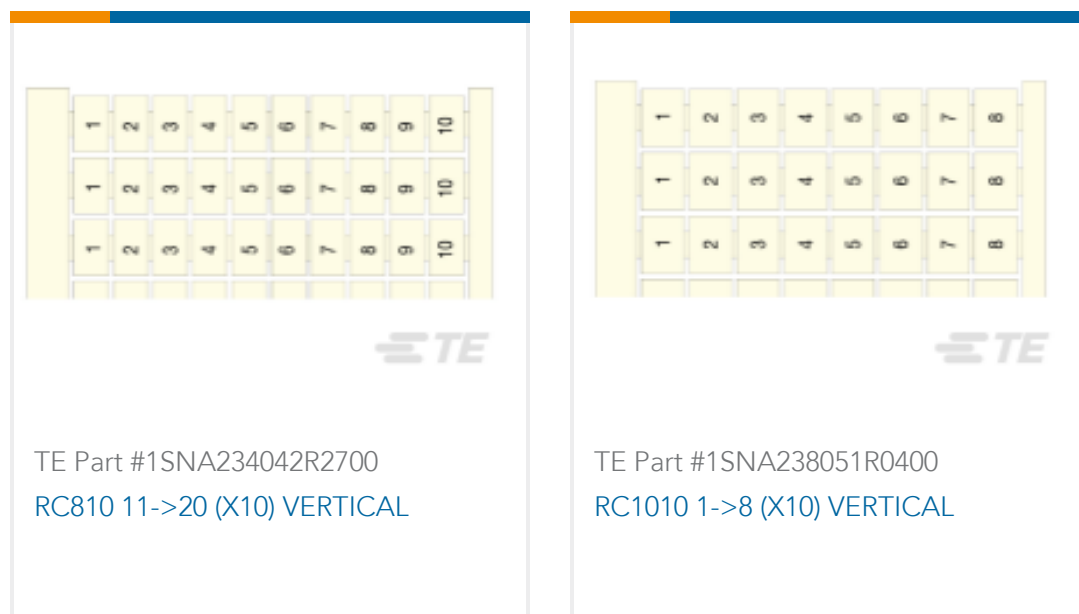 1 2 3 4 5 6 7 8 9 10
1 2 3 4 5 6 7 8 9 10
1 2 3 4 5 6 7 8 9 10
TE
TE Part #1SNA234042R2700
RC810 11->20 (X10) VERTICAL
1 2 3 4 5 6 7 8
1 2 3 4 5 6 7 8
1 2 3 4 5 6 7 8
TE
TE Part #1SNA238051R0400
RC1010 1->8 (X10) VERTICAL